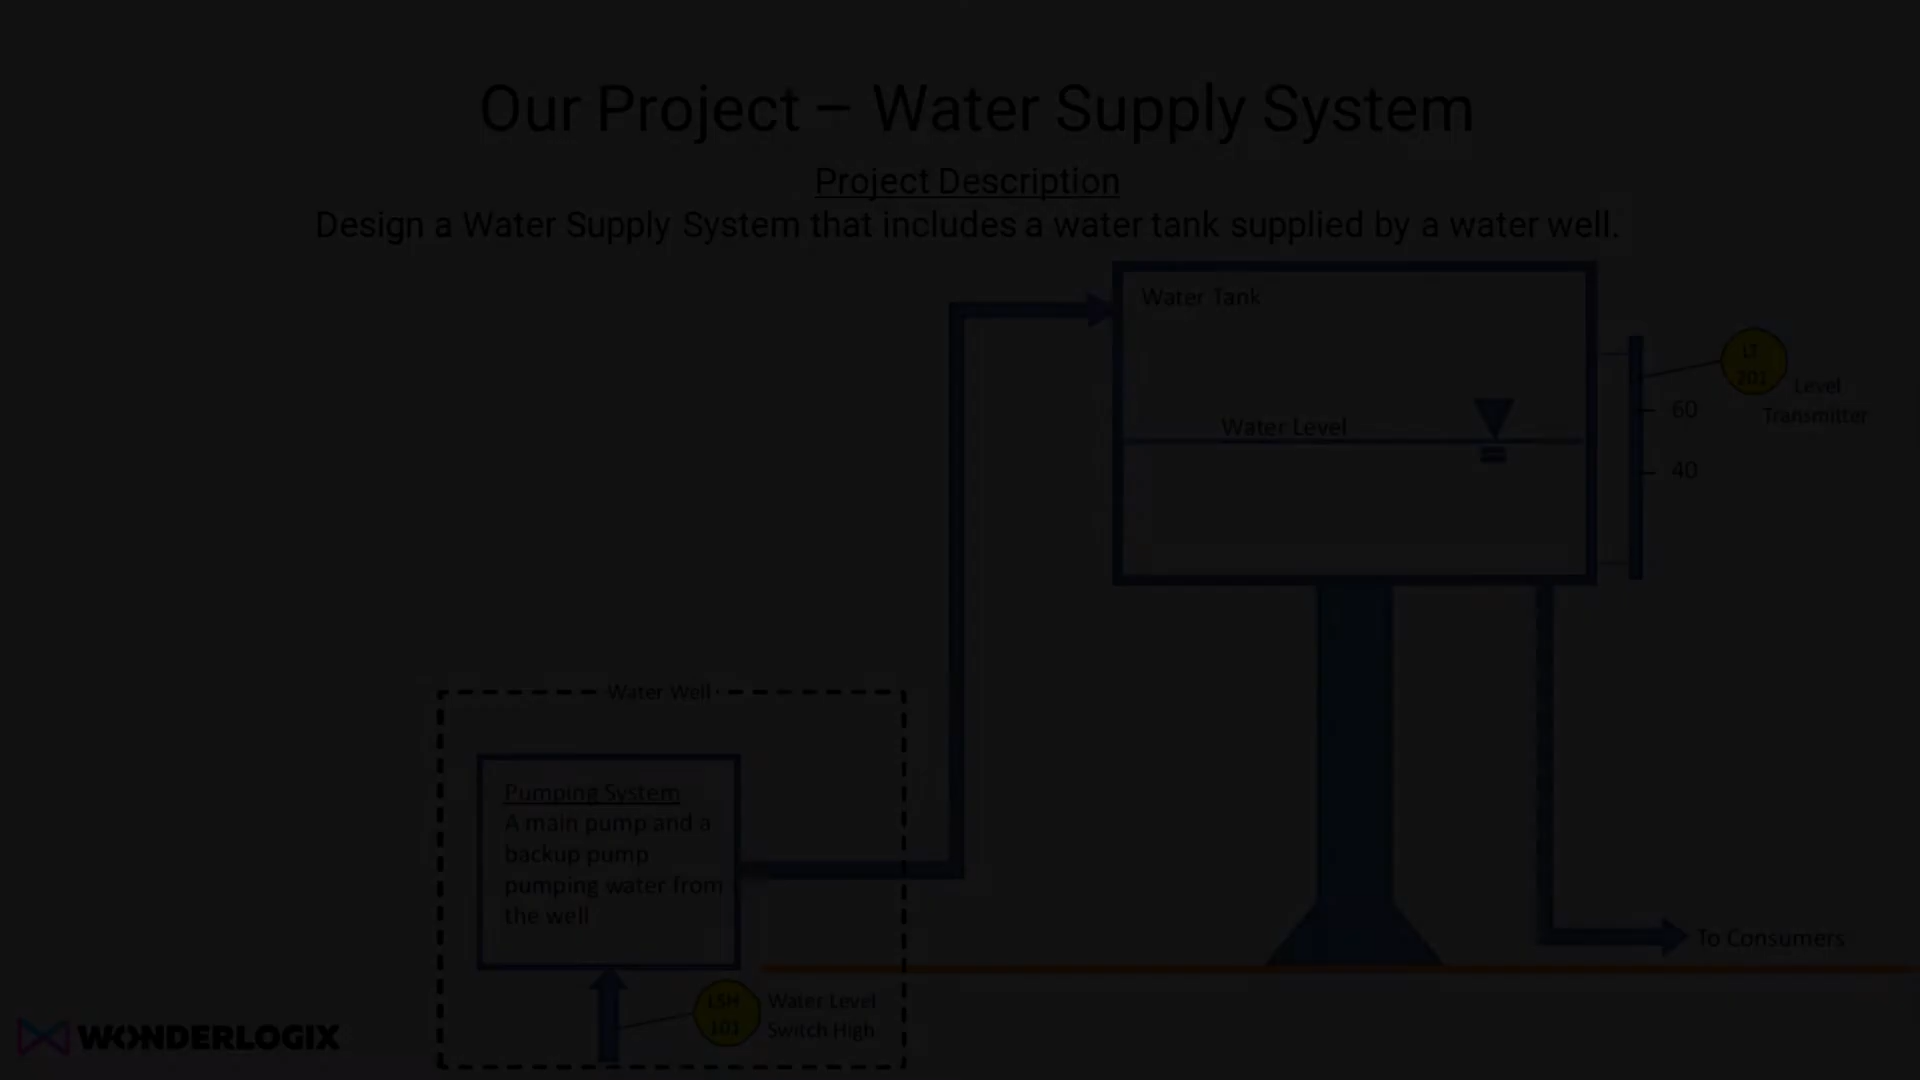 Our Project – Water Supply System
Project Description
Design a Water Supply System that includes a water tank supplied by a water well.
Water Tank
LT
201
Level
Transmitter
60
Water Level
40
Water Well
Pumping System
A main pump and a
backup pump
pumping water from
the well
To Consumers
LSH
101
Water Level
Switch High
WONDERLOGIX